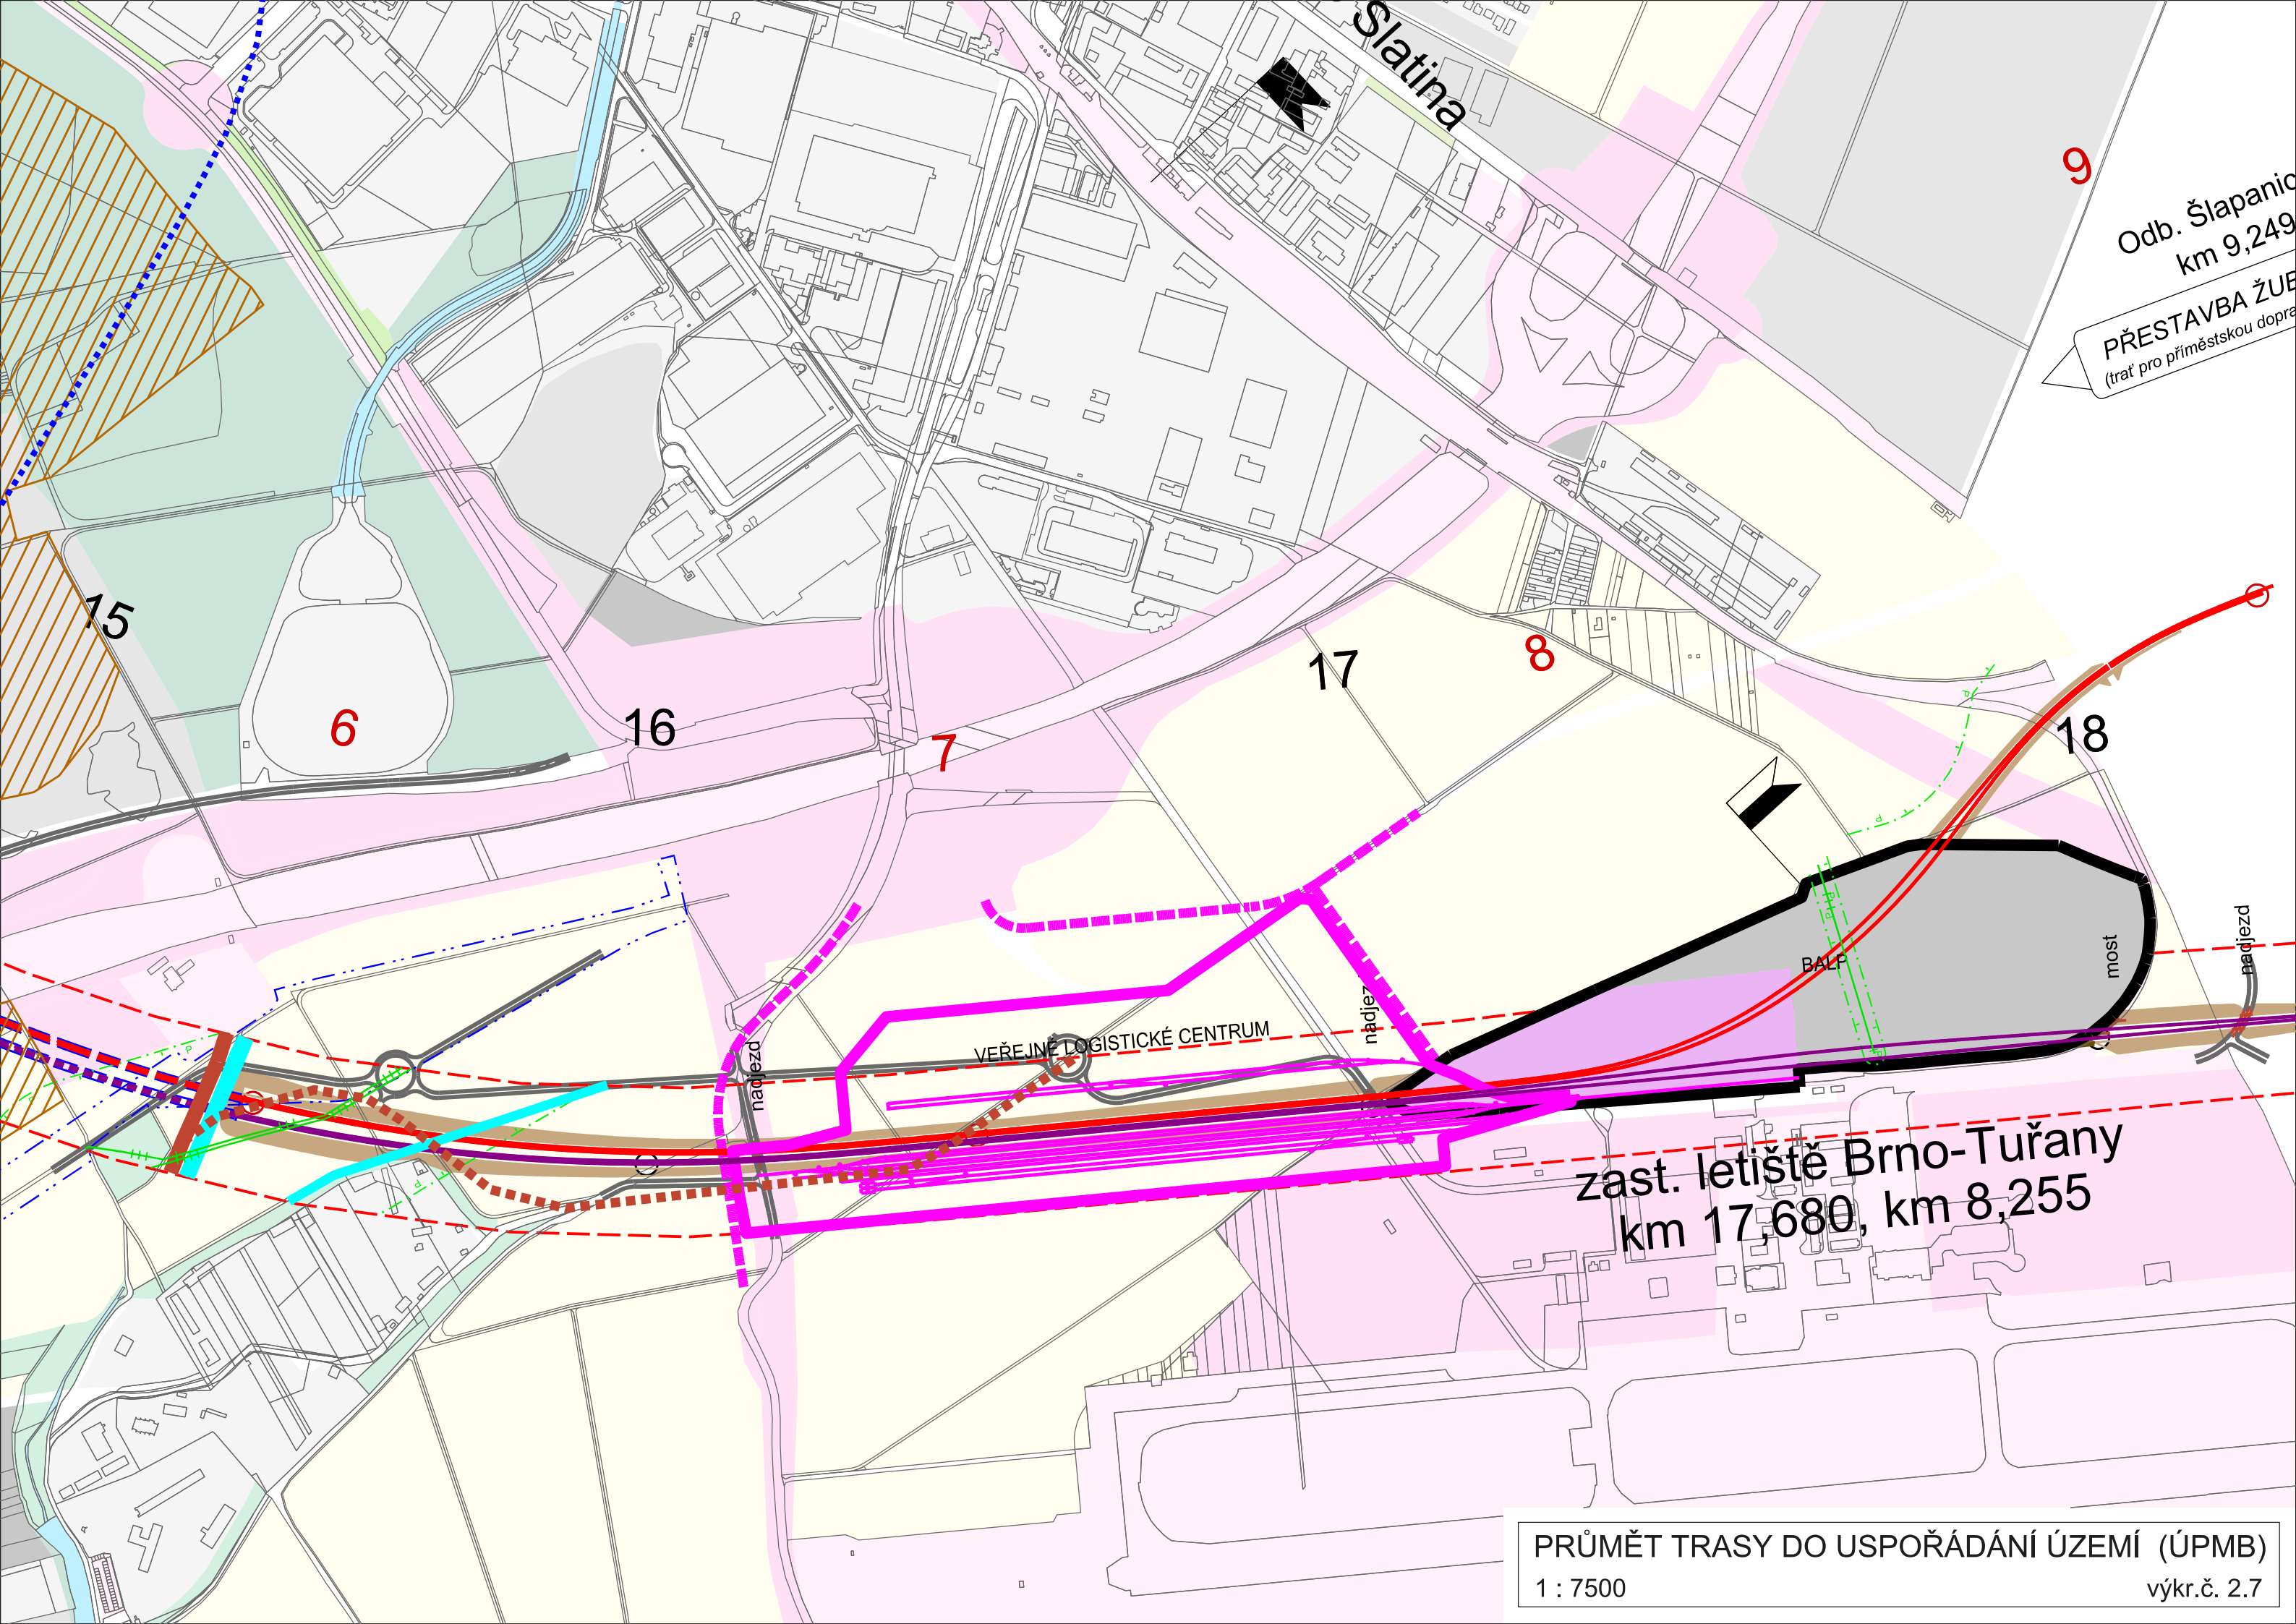 Slatina
9
Odb. Šlapanic
km 9,249
PŘESTAVBA ŽUB
(trať pro příměstskou dopra
15
6
16
7
17
8
18
BALP
most
nadjezd
nadjezd
nadjezd
VEŘEJNÉ LOGISTICKÉ CENTRUM
zast. letiště Brno-Tuřany
km 17,680, km 8,255
PRŮMĚT TRASY DO USPOŘÁDÁNÍ ÚZEMÍ (ÚPMB)
1 : 7500
výkr.č. 2.7